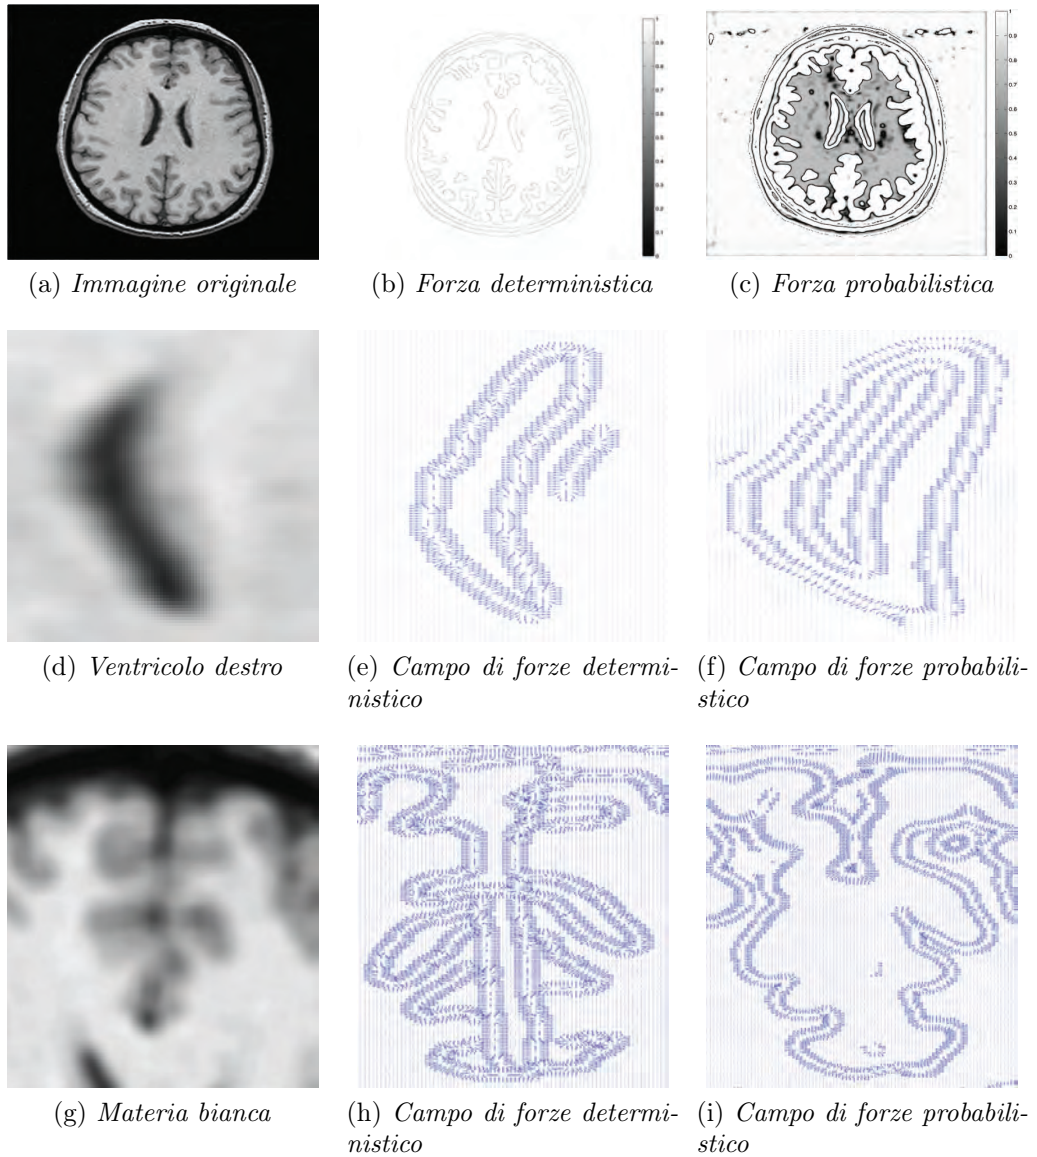 (a) Immagine originale
(b) Forza deterministica
(c) Forza probabilistica
(d) Ventricolo destro
(e) Campo di forze determi-
nistico
(f) Campo di forze probabili-
stico
(g) Materia bianca
(h) Campo di forze determi-
nistico
(i) Campo di forze probabili-
stico